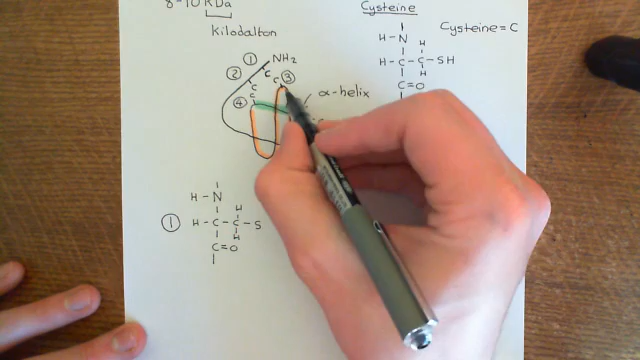 8-10 KDa
Kilodalton
Cysteine
Cysteine = C
H-N
H
H-C-C-SH
H
C=O
① NH2
② C C ③
C
C
④
α-helix
H-N
H
① H-C-C-S
H
C=O